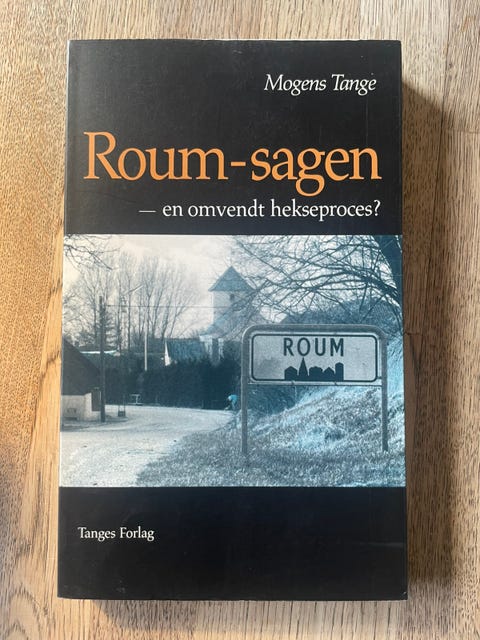 Mogens Tange
Roum-sagen
– en omvendt hekseproces?
ROUM
Tanges Forlag